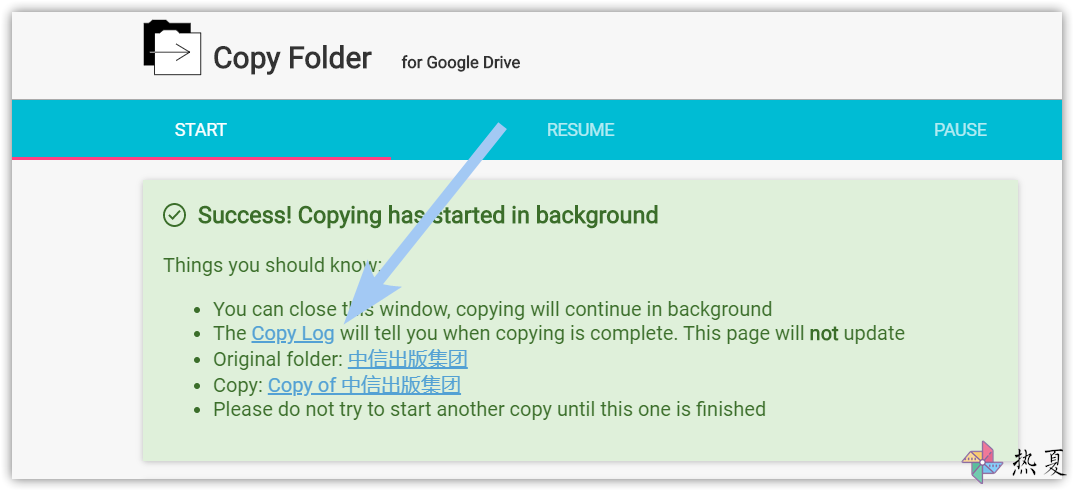 Copy Folder for Google Drive
START RESUME PAUSE
Success! Copying has started in background
Things you should know:
You can close this window, copying will continue in background
The Copy Log will tell you when copying is complete. This page will not update
Original folder: 中信出版集团
Copy: Copy of 中信出版集团
Please do not try to start another copy until this one is finished
热夏